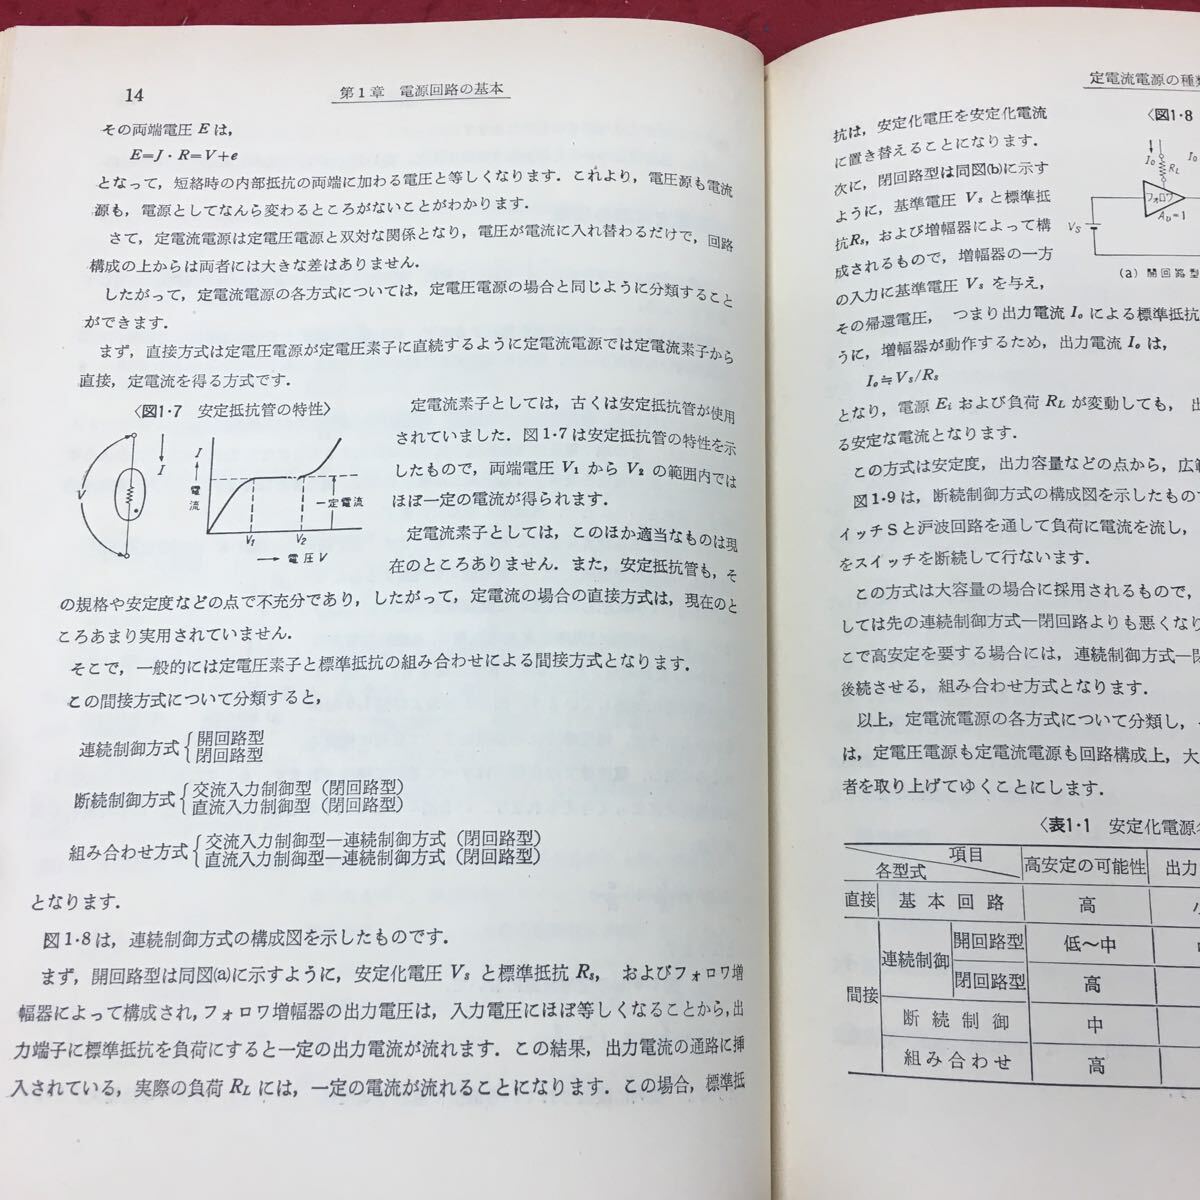 14
第1章 電源回路の基本
その両端電圧 E は，
E=J・R=V+e
となって，短絡時の内部抵抗の両端に加わる電圧と等しくなります．これより，電圧源も電流
源も，電源としてなんら変わるところがないことがわかります．
さて，定電流電源は定電圧電源と双対な関係となり，電圧が電流に入れ替わるだけで，回路
構成の上からは両者には大きな差はありません．
したがって，定電流電源の各方式については，定電圧電源の場合と同じように分類すること
ができます．
まず，直接方式は定電圧電源が定電圧素子に直続するように定電流電源では定電流素子から
直接，定電流を得る方式です．
〈図1・7 安定抵抗管の特性〉
V
I
I
電流
一定電流
V₁
V₂
→電圧V
定電流素子としては，古くは安定抵抗管が使用
されていました．図1・7は安定抵抗管の特性を示
したもので，両端電圧 V₁ から V₂ の範囲内では
ほぼ一定の電流が得られます．
定電流素子としては，このほか適当なものは現
在のところありません．また，安定抵抗管も，そ
の規格や安定度などの点で不充分であり，したがって，定電流の場合の直接方式は，現在のと
ころあまり実用されていません．
そこで，一般的には定電圧素子と標準抵抗の組み合わせによる間接方式となります．
この間接方式について分類すると，
連続制御方式{開回路型
閉回路型
断続制御方式{交流入力制御型（閉回路型）
直流入力制御型（閉回路型）
組み合わせ方式{交流入力制御型―連続制御方式（閉回路型）
直流入力制御型―連続制御方式（閉回路型）
となります．
図1・8は，連続制御方式の構成図を示したものです．
まず，開回路型は同図(a)に示すように，安定化電圧 Vs と標準抵抗 Rs， およびフォロワ増
幅器によって構成され，フォロワ増幅器の出力電圧は，入力電圧にほぼ等しくなることから，出
力端子に標準抵抗を負荷にすると一定の出力電流が流れます．この結果，出力電流の通路に挿
入されている，実際の負荷 RL には，一定の電流が流れることになります．この場合，標準抵
定電流電源の種類
抗は，安定化電圧を安定化電流
に置き替えることになります．
次に，閉回路型は同図(b)に示す
ように，基準電圧 Vs と標準抵
抗Rs，および増幅器によって構
成されるもので，増幅器の一方
の入力に基準電圧 Vs を与え，
〈図1・8
Io
RL
Io
フォロワ
Av=1
Vs
(a) 開回路型
その帰還電圧， つまり出力電流 Io による標準抵抗
うに，増幅器が動作するため，出力電流 Io は，
Io≒Vs/Rs
となり，電源 Ei および負荷 RL が変動しても，出
る安定な電流となります．
この方式は安定度，出力容量などの点から，広範
図1・9は，断続制御方式の構成図を示したもの
イッチSと沪波回路を通して負荷に電流を流し，
をスイッチを断続して行ないます．
この方式は大容量の場合に採用されるもので，
しては先の連続制御方式―閉回路よりも悪くなり
こで高安定を要する場合には，連続制御方式―閉
後続させる，組み合わせ方式となります．
以上，定電流電源の各方式について分類し，
は，定電圧電源も定電流電源も回路構成上，大
者を取り上げてゆくことにします．
〈表1・1 安定化電源
各型式 項目 高安定の可能性 出力
直接 基本回路 高
間接 連続制御 開回路型 低～中
閉回路型 高
断続制御 中
組み合わせ 高